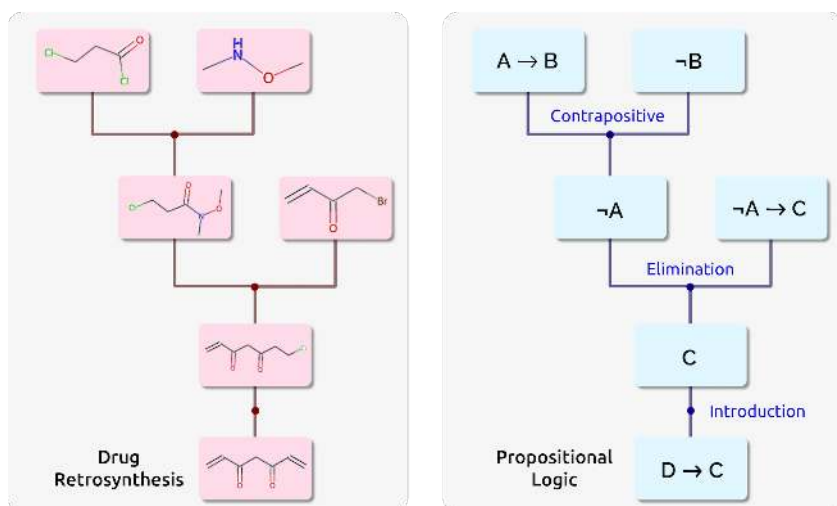 Cl
O
Cl
H
N
O
A → B
¬B
Contrapositive
O
Cl
N
O
Br
O
¬A
¬A → C
Elimination
O
O
Cl
C
Introduction
Drug
Retrosynthesis
O
O
Propositional
Logic
D → C